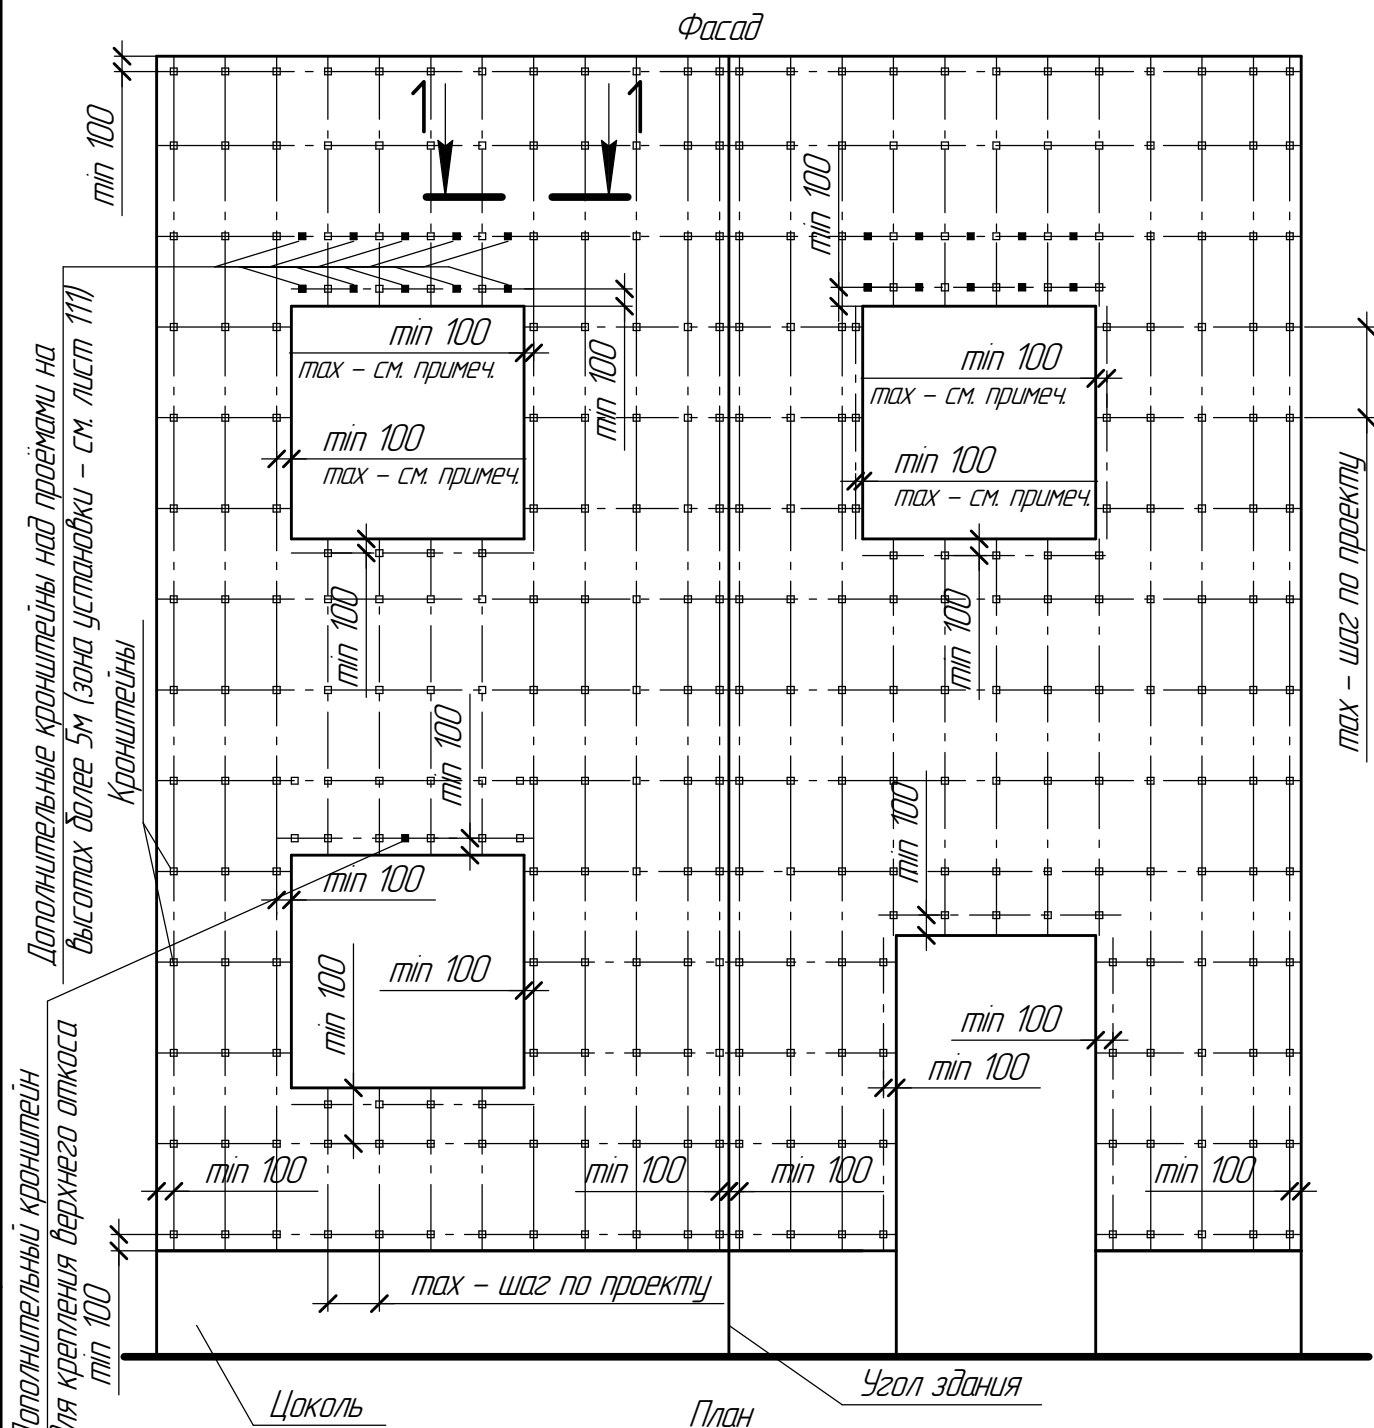 Фасад
min 100
1
1
min 100
Дополнительные кронштейны над проёмами на
высотах более 5м (зона установки - см. лист 111)
Кронштейны
min 100
max - см. примеч.
min 100
max - см. примеч.
min 100
min 100
max - см. примеч.
min 100
max - см. примеч.
max - шаг по проекту
min 100
min 100
min 100
min 100
min 100
min 100
min 100
min 100
min 100
min 100
min 100
min 100
min 100
Дополнительный кронштейн
для крепления верхнего откоса
min 100
max - шаг по проекту
Цоколь
Угол здания
План